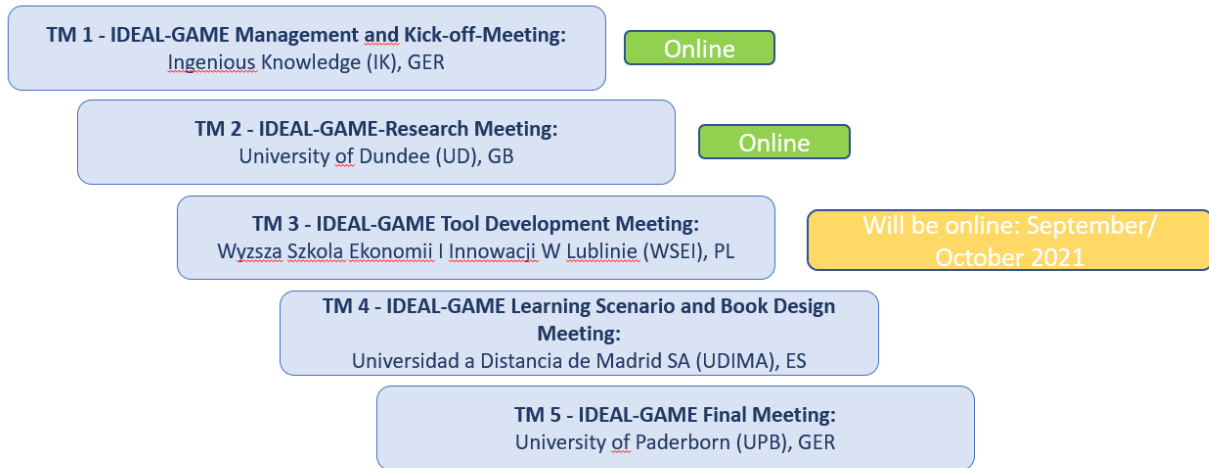 TM 1 - IDEAL-GAME Management and Kick-off-Meeting:
Ingenious Knowledge (IK), GER
Online
TM 2 - IDEAL-GAME-Research Meeting:
University of Dundee (UD), GB
Online
TM 3 - IDEAL-GAME Tool Development Meeting:
Wyzsza Szkola Ekonomii I Innowacji W Lublinie (WSEI), PL
Will be online: September/
October 2021
TM 4 - IDEAL-GAME Learning Scenario and Book Design
Meeting:
Universidad a Distancia de Madrid SA (UDIMA), ES
TM 5 - IDEAL-GAME Final Meeting:
University of Paderborn (UPB), GER